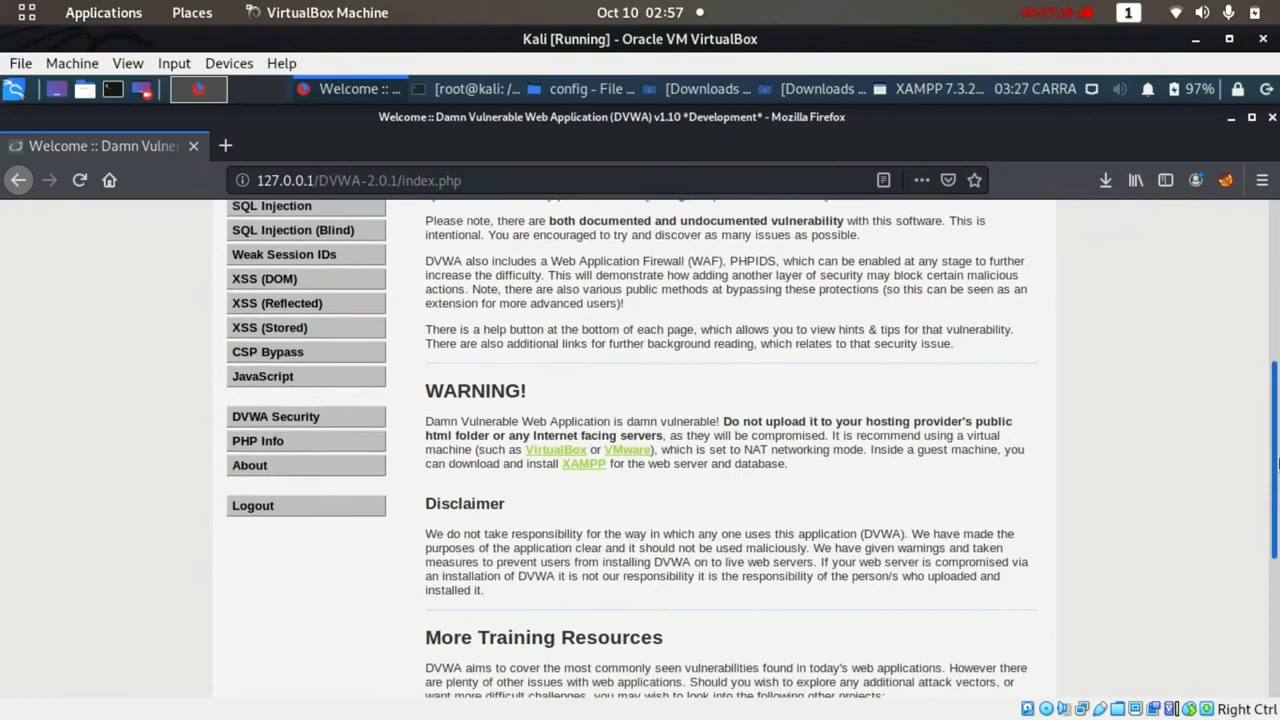 Applications Places VirtualBox Machine Oct 10 02:57 1
Kali [Running] - Oracle VM VirtualBox
File Machine View Input Devices Help
Welcome :: ... [root@kali: /... config - File ... [Downloads ... [Downloads ... XAMPP 7.3.2... 03:27 CARRA 97%
Welcome :: Damn Vulnerable Web Application (DVWA) v1.10 *Development* - Mozilla Firefox
Welcome :: Damn Vulner
127.0.0.1/DVWA-2.0.1/index.php
SQL Injection
SQL Injection (Blind)
Weak Session IDs
XSS (DOM)
XSS (Reflected)
XSS (Stored)
CSP Bypass
JavaScript
DVWA Security
PHP Info
About
Logout
Please note, there are both documented and undocumented vulnerability with this software. This is
intentional. You are encouraged to try and discover as many issues as possible.
DVWA also includes a Web Application Firewall (WAF), PHPIDS, which can be enabled at any stage to further
increase the difficulty. This will demonstrate how adding another layer of security may block certain malicious
actions. Note, there are also various public methods at bypassing these protections (so this can be seen as an
extension for more advanced users)!
There is a help button at the bottom of each page, which allows you to view hints & tips for that vulnerability.
There are also additional links for further background reading, which relates to that security issue.
WARNING!
Damn Vulnerable Web Application is damn vulnerable! Do not upload it to your hosting provider's public
html folder or any Internet facing servers, as they will be compromised. It is recommend using a virtual
machine (such as VirtualBox or VMware), which is set to NAT networking mode. Inside a guest machine, you
can download and install XAMPP for the web server and database.
Disclaimer
We do not take responsibility for the way in which any one uses this application (DVWA). We have made the
purposes of the application clear and it should not be used maliciously. We have given warnings and taken
measures to prevent users from installing DVWA on to live web servers. If your web server is compromised via
an installation of DVWA it is not our responsibility it is the responsibility of the person/s who uploaded and
installed it.
More Training Resources
DVWA aims to cover the most commonly seen vulnerabilities found in today's web applications. However there
are plenty of other issues with web applications. Should you wish to explore any additional attack vectors, or
want more difficult challenges, you may wish to look into the following other projects:
Right Ctrl